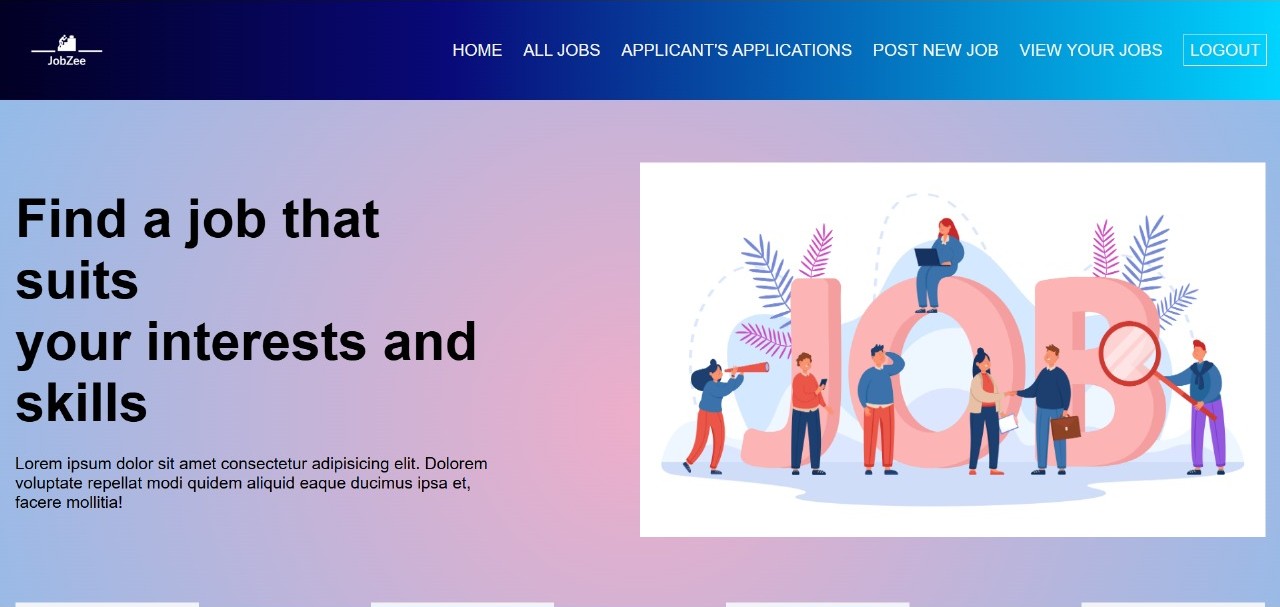 JobZee
HOME ALL JOBS APPLICANT'S APPLICATIONS POST NEW JOB VIEW YOUR JOBS LOGOUT
Find a job that
suits
your interests and
skills
Lorem ipsum dolor sit amet consectetur adipisicing elit. Dolorem
voluptate repellat modi quidem aliquid eaque ducimus ipsa et,
facere mollitia!
JOB